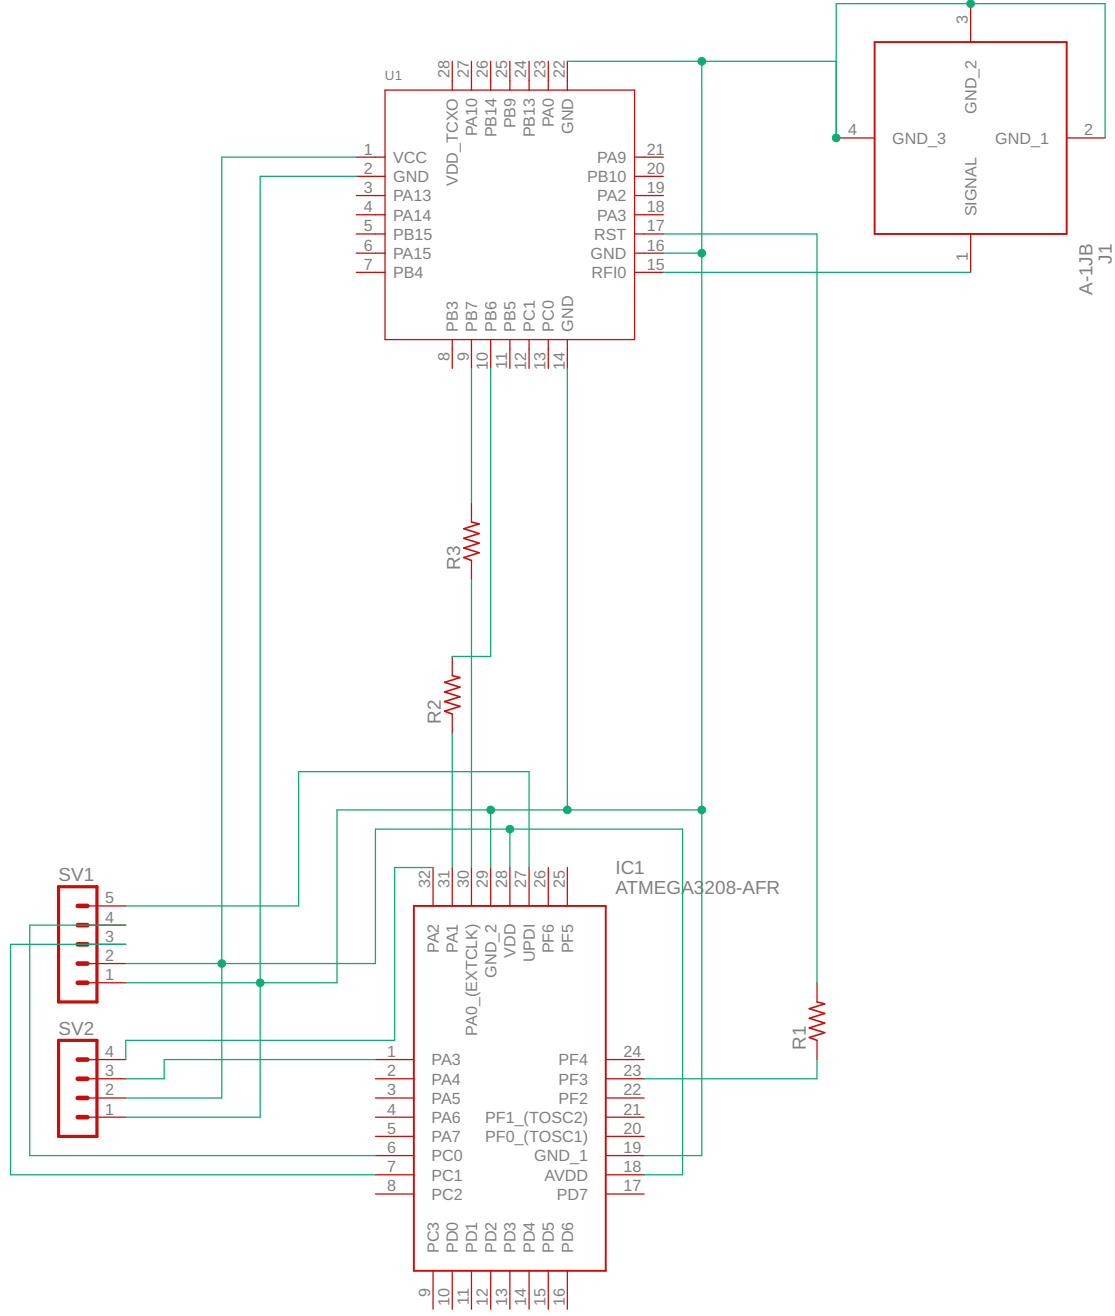 3
GND_2
4
GND_3
GND_1
2
SIGNAL
1
A-1JB
J1
U1
28
27
26
25
24
23
22
VDD_TCXO
PA10
PB14
PB9
PB13
PA0
GND
1 VCC
2 GND
3 PA13
4 PA14
5 PB15
6 PA15
7 PB4
PA9 21
PB10 20
PA2 19
PA3 18
RST 17
GND 16
RFI0 15
PB3
PB7
PB6
PB5
PC1
PC0
GND
8
9
10
11
12
13
14
R3
R2
R1
SV1
5
4
3
2
1
SV2
4
3
2
1
IC1
ATMEGA3208-AFR
32
31
30
29
28
27
26
25
PA2
PA1
PA0_(EXTCLK)
GND_2
VDD
UPDI
PF6
PF5
1 PA3
2 PA4
3 PA5
4 PA6
5 PA7
6 PC0
7 PC1
8 PC2
PF4 24
PF3 23
PF2 22
PF1_(TOSC2) 21
PF0_(TOSC1) 20
GND_1 19
AVDD 18
PD7 17
PC3
PD0
PD1
PD2
PD3
PD4
PD5
PD6
9
10
11
12
13
14
15
16